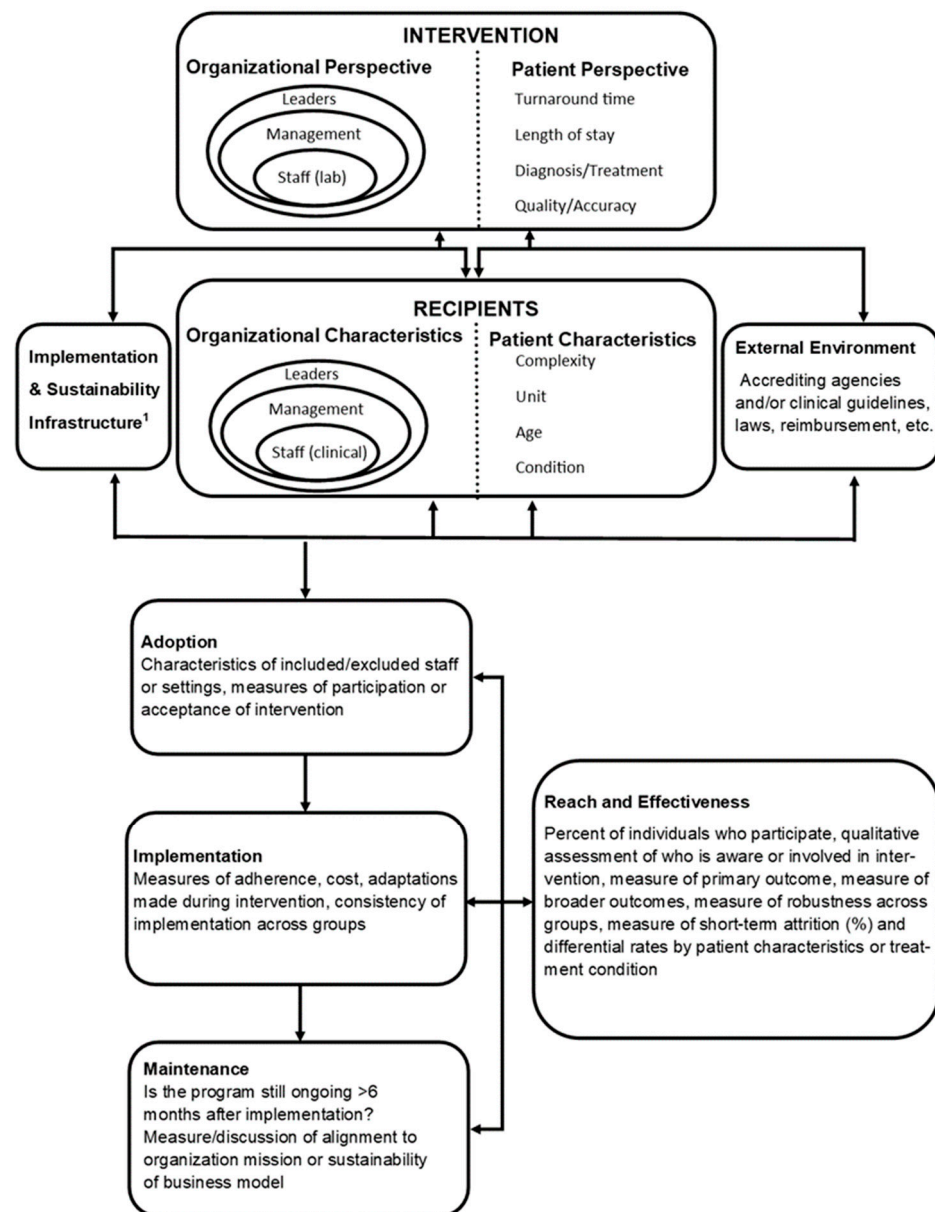 INTERVENTION
Organizational Perspective
Leaders
Management
Staff (lab)
Patient Perspective
Turnaround time
Length of stay
Diagnosis/Treatment
Quality/Accuracy
RECIPIENTS
Organizational Characteristics
Leaders
Management
Staff (clinical)
Patient Characteristics
Complexity
Unit
Age
Condition
Implementation
& Sustainability
Infrastructure¹
External Environment
Accrediting agencies
and/or clinical guidelines,
laws, reimbursement, etc.
Adoption
Characteristics of included/excluded staff
or settings, measures of participation or
acceptance of intervention
Implementation
Measures of adherence, cost, adaptations
made during intervention, consistency of
implementation across groups
Reach and Effectiveness
Percent of individuals who participate, qualitative
assessment of who is aware or involved in inter-
vention, measure of primary outcome, measure of
broader outcomes, measure of robustness across
groups, measure of short-term attrition (%) and
differential rates by patient characteristics or treat-
ment condition
Maintenance
Is the program still ongoing >6
months after implementation?
Measure/discussion of alignment to
organization mission or sustainability
of business model